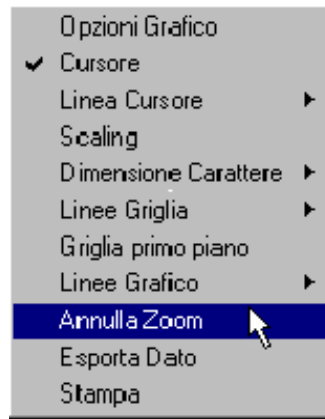 Opzioni Grafico
Cursore
Linea Cursore
Scaling
Dimensione Carattere
Linee Griglia
Griglia primo piano
Linee Grafico
Annulla Zoom
Esporta Dato
Stampa